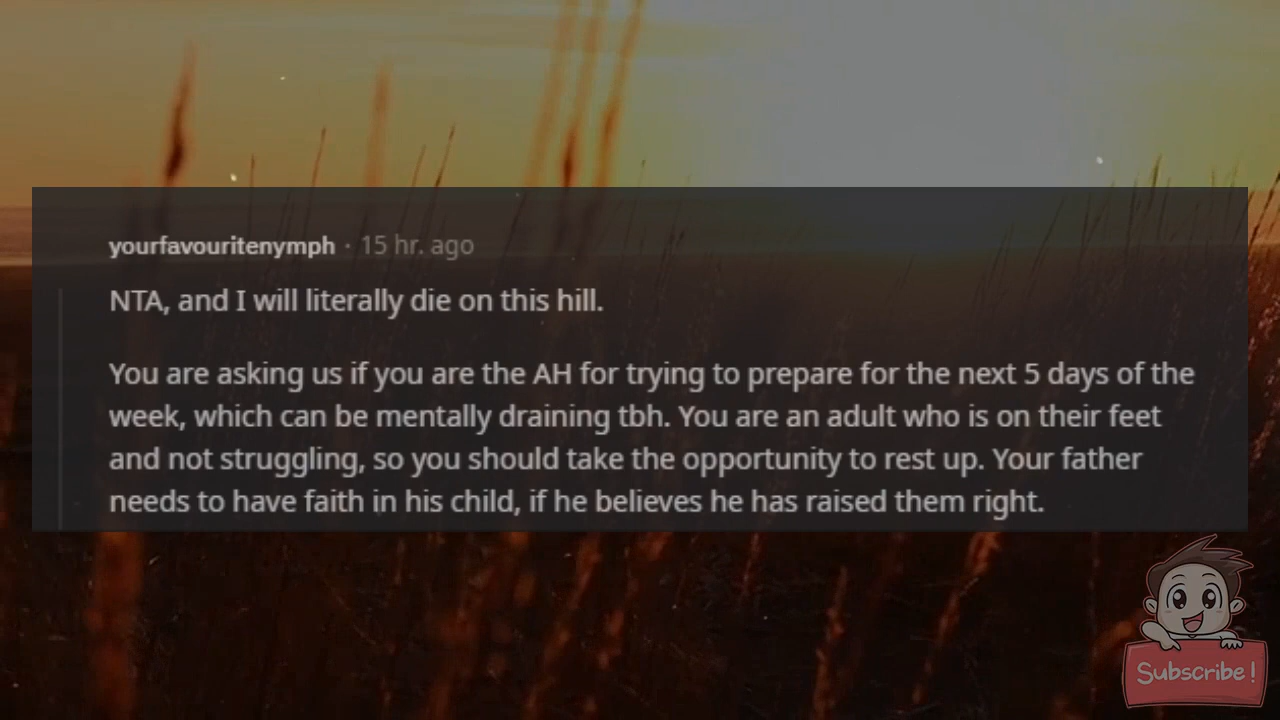 yourfavouritenymph · 15 hr. ago
NTA, and I will literally die on this hill.
You are asking us if you are the AH for trying to prepare for the next 5 days of the
week, which can be mentally draining tbh. You are an adult who is on their feet
and not struggling, so you should take the opportunity to rest up. Your father
needs to have faith in his child, if he believes he has raised them right.
Subscribe!